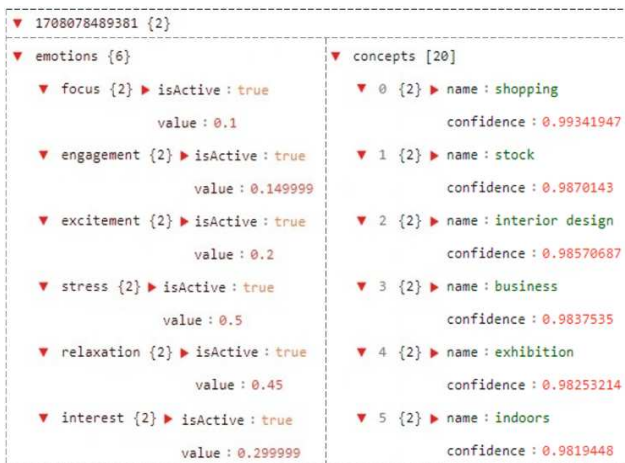 ▼ 1708078489381 {2}
▼ emotions {6}
▼ focus {2} ▶ isActive : true
value : 0.1
▼ engagement {2} ▶ isActive : true
value : 0.149999
▼ excitement {2} ▶ isActive : true
value : 0.2
▼ stress {2} ▶ isActive : true
value : 0.5
▼ relaxation {2} ▶ isActive : true
value : 0.45
▼ interest {2} ▶ isActive : true
value : 0.299999
▼ concepts [20]
▼ 0 {2} ▶ name : shopping
confidence : 0.99341947
▼ 1 {2} ▶ name : stock
confidence : 0.9870143
▼ 2 {2} ▶ name : interior design
confidence : 0.98570687
▼ 3 {2} ▶ name : business
confidence : 0.9837535
▼ 4 {2} ▶ name : exhibition
confidence : 0.98253214
▼ 5 {2} ▶ name : indoors
confidence : 0.9819448